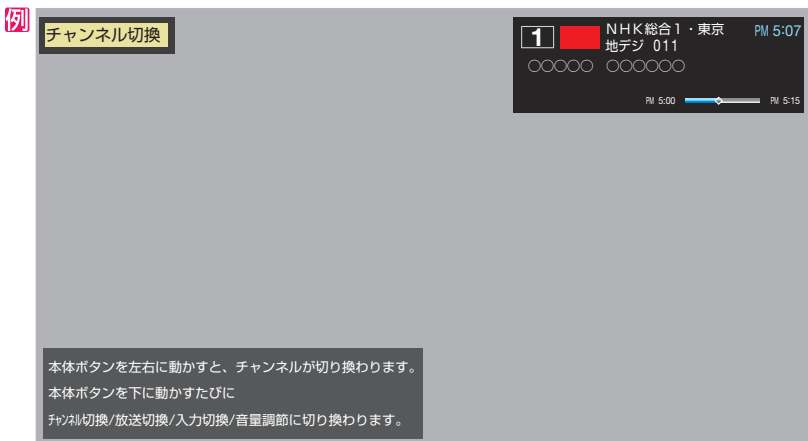 例
チャンネル切換
1 NHK総合1・東京 PM 5:07
地デジ 011
○○○○○ ○○○○○○
PM 5:00 PM 5:15
本体ボタンを左右に動かすと、チャンネルが切り換わります。
本体ボタンを下に動かすたびに
ﾁｬﾝﾈﾙ切換/放送切換/入力切換/音量調節に切り換わります。